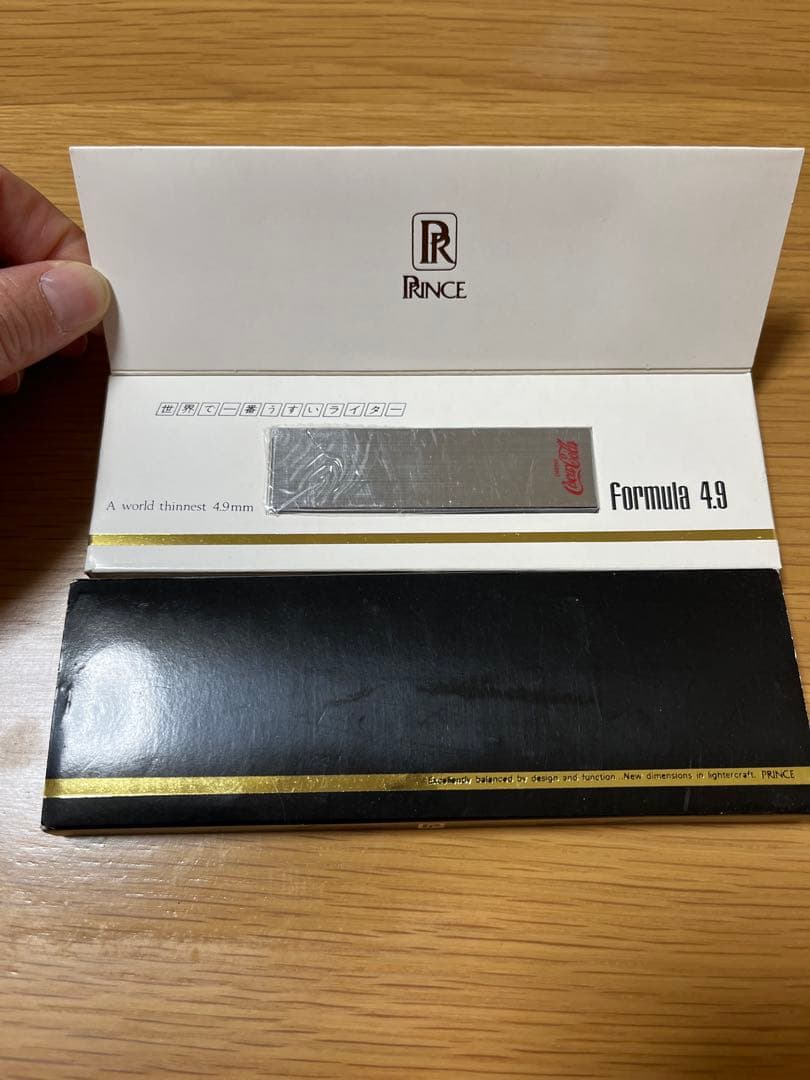 PR
PRINCE
世界で一番うすいライター
DRINK
Coca-Cola
A world thinnest 4.9mm
Formula 4.9
Excellently balanced by design and function...New dimensions in lightercraft. PRINCE